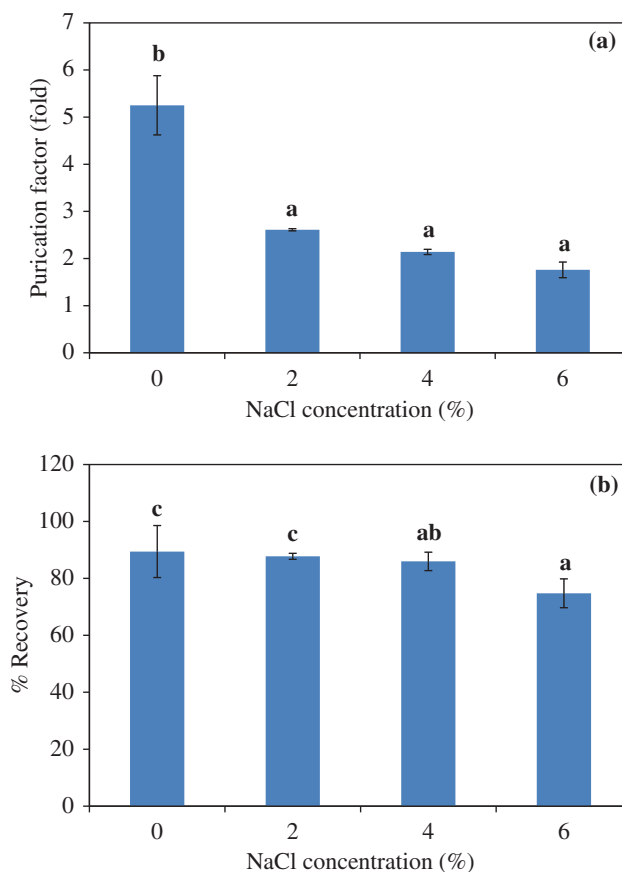 (a)
Purication factor (fold)
7
6
5
4
3
2
1
0
b
a
a
a
0 2 4 6
NaCl concentration (%)
(b)
% Recovery
120
100
80
60
40
20
0
c
c
ab
a
0 2 4 6
NaCl concentration (%)